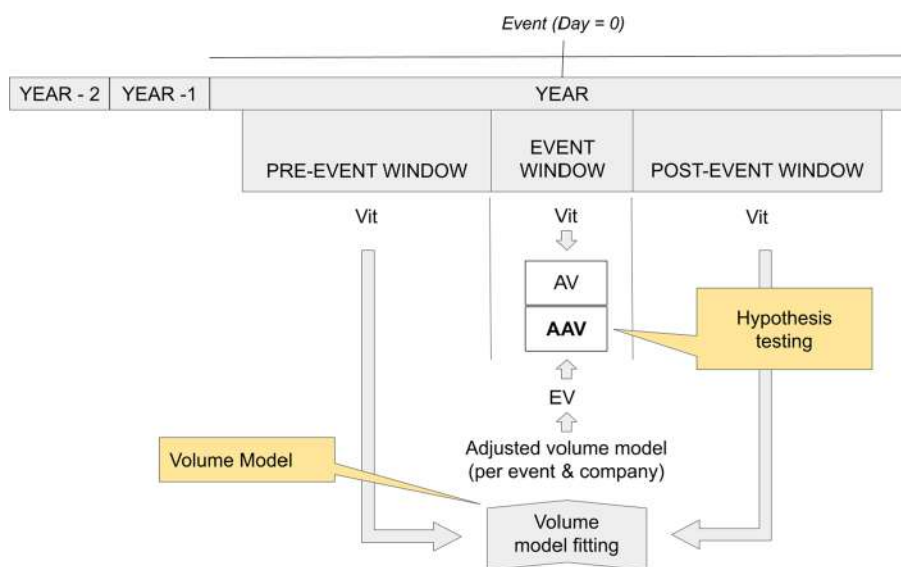 Event (Day = 0)
YEAR - 2
YEAR -1
YEAR
PRE-EVENT WINDOW
EVENT
WINDOW
POST-EVENT WINDOW
Vit
Vit
Vit
AV
AAV
Hypothesis
testing
EV
Adjusted volume model
(per event & company)
Volume Model
Volume
model fitting